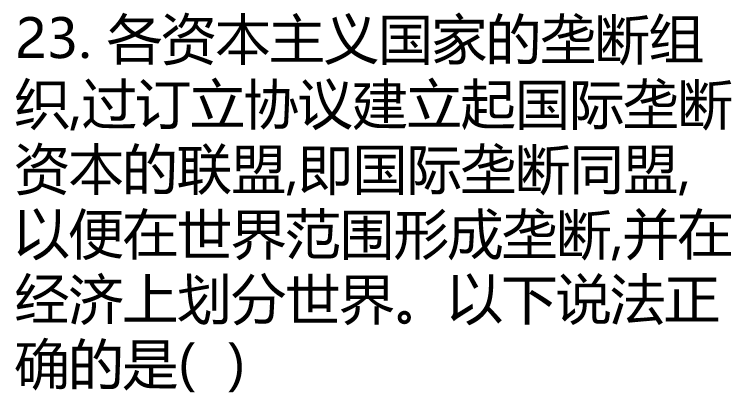 23. 各资本主义国家的垄断组
织,过订立协议建立起国际垄断
资本的联盟,即国际垄断同盟,
以便在世界范围形成垄断,并在
经济上划分世界。以下说法正
确的是( )